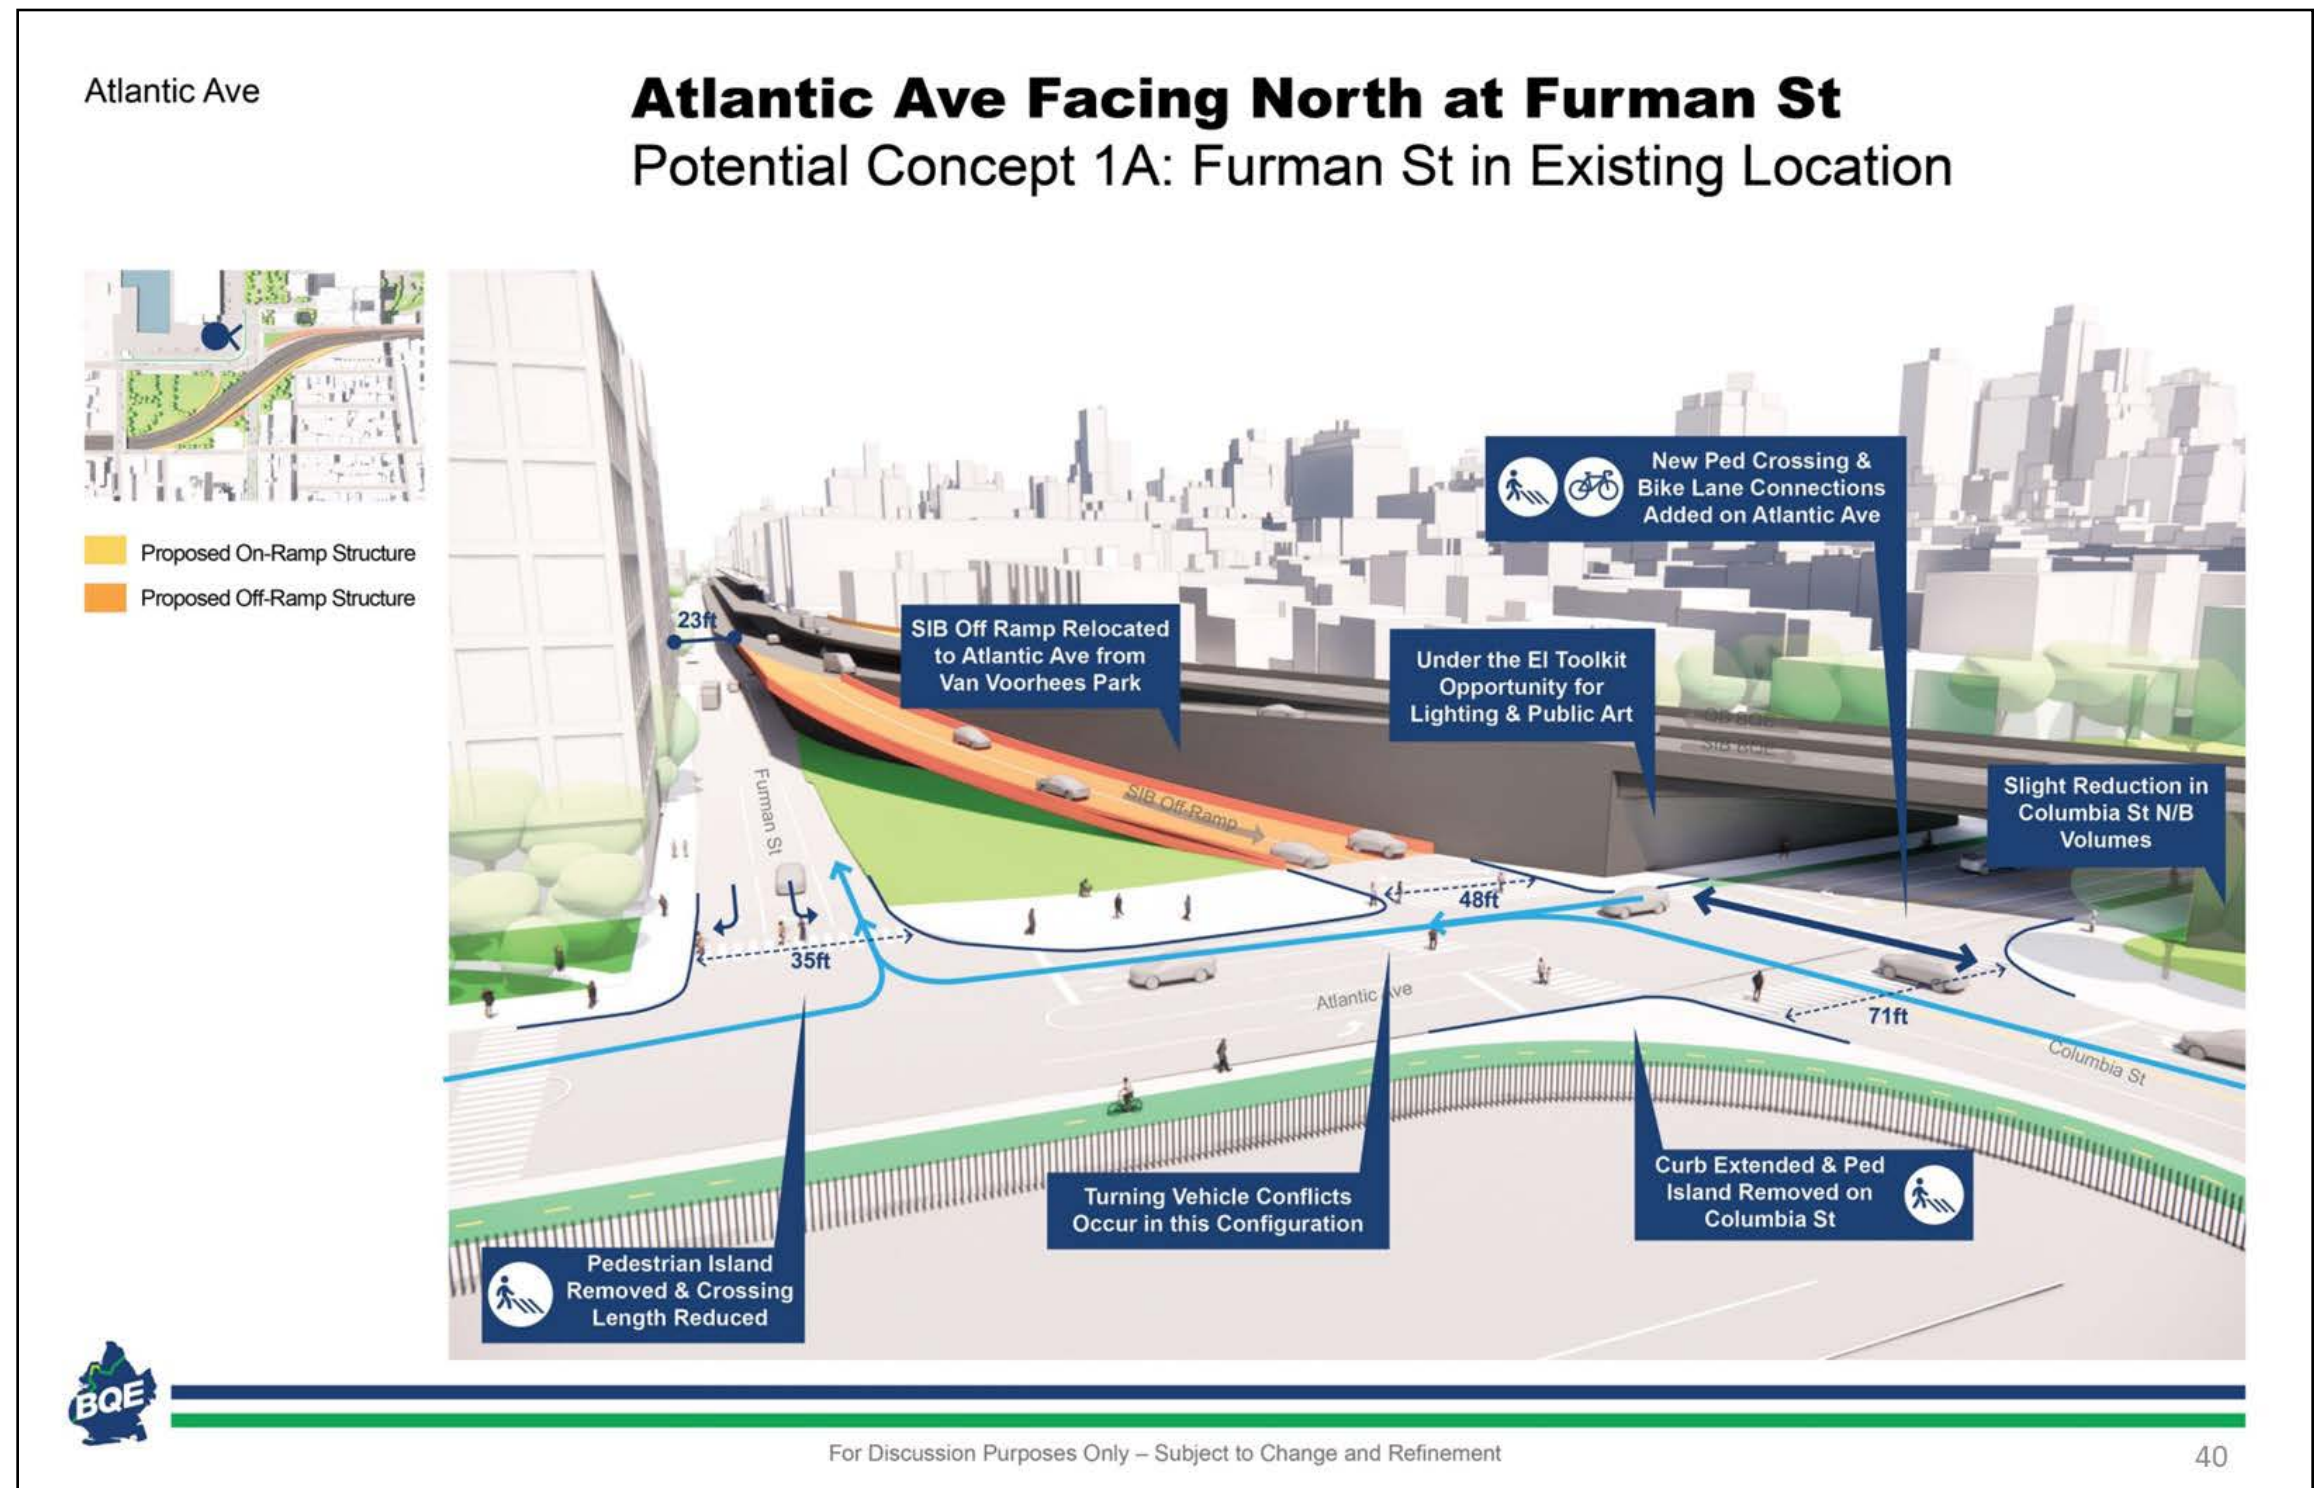 Atlantic Ave
Atlantic Ave Facing North at Furman St
Potential Concept 1A: Furman St in Existing Location
Proposed On-Ramp Structure
Proposed Off-Ramp Structure
23ft
SIB Off Ramp Relocated
to Atlantic Ave from
Van Voorhees Park
Under the El Toolkit
Opportunity for
Lighting & Public Art
New Ped Crossing &
Bike Lane Connections
Added on Atlantic Ave
QB BQE
SIB BQE
Slight Reduction in
Columbia St N/B
Volumes
Furman St
SIB Off-Ramp
48ft
35ft
Atlantic Ave
71ft
Columbia St
Pedestrian Island
Removed & Crossing
Length Reduced
Turning Vehicle Conflicts
Occur in this Configuration
Curb Extended & Ped
Island Removed on
Columbia St
BQE
For Discussion Purposes Only – Subject to Change and Refinement
40